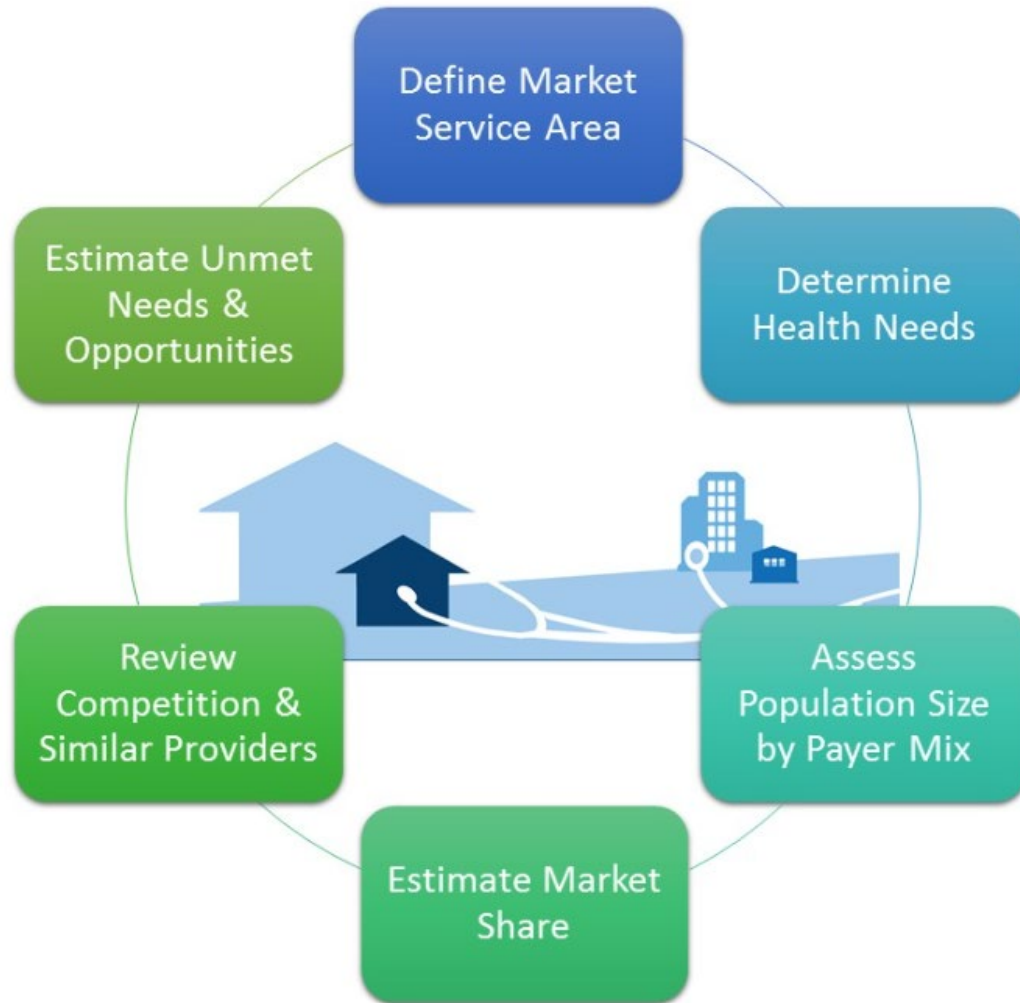 Define Market
Service Area
Determine
Health Needs
Assess
Population Size
by Payer Mix
Estimate Market
Share
Review
Competition &
Similar Providers
Estimate Unmet
Needs &
Opportunities